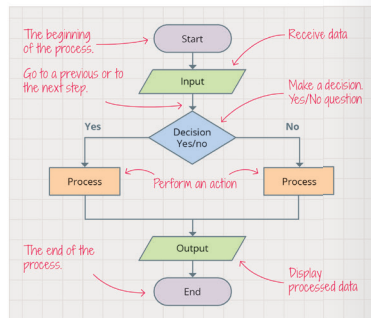 The beginning
of the process.
Start
Receive data
Go to a previous or to
the next step.
Input
Make a decision.
Yes/No question
Yes
Decision
Yes/no
No
Process
Perform an action
Process
The end of the
process.
Output
Display
processed data
End